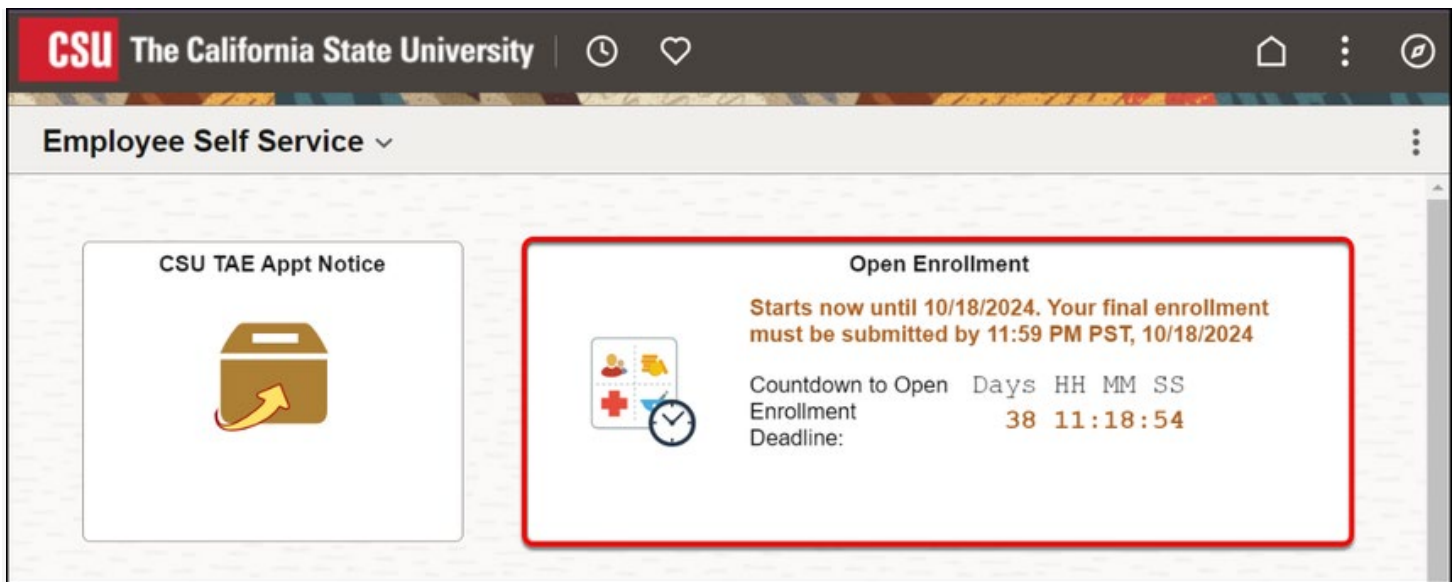 CSU The California State University
Employee Self Service
CSU TAE Appt Notice
Open Enrollment
Starts now until 10/18/2024. Your final enrollment
must be submitted by 11:59 PM PST, 10/18/2024
Countdown to Open
Enrollment
Deadline:
Days HH MM SS
38 11:18:54